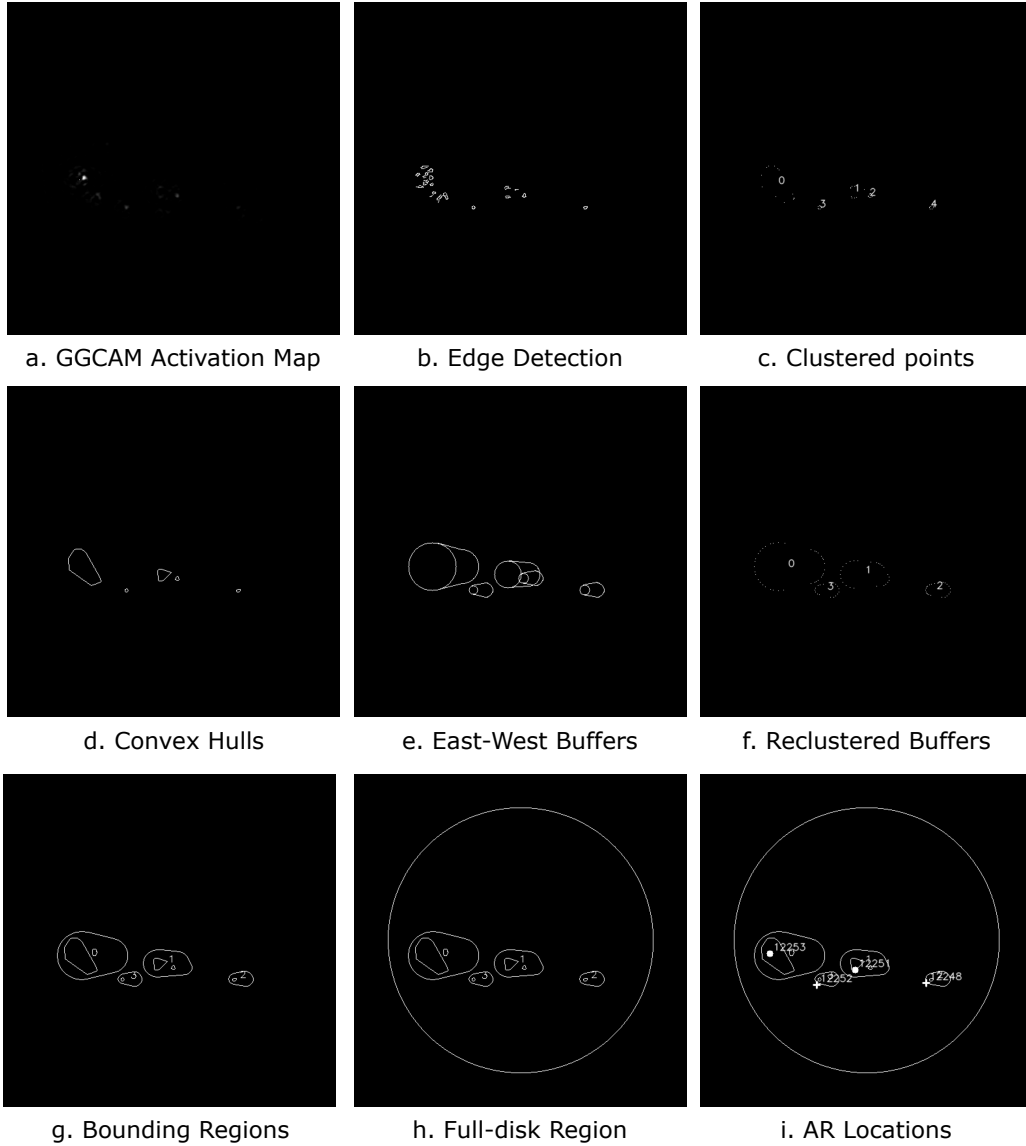 0
1
2
3
4
a. GGCAM Activation Map
b. Edge Detection
c. Clustered points
0
1
3
2
d. Convex Hulls
e. East-West Buffers
f. Reclustered Buffers
0
1
3
2
0
1
3
2
12253
12251
12252
12248
g. Bounding Regions
h. Full-disk Region
i. AR Locations